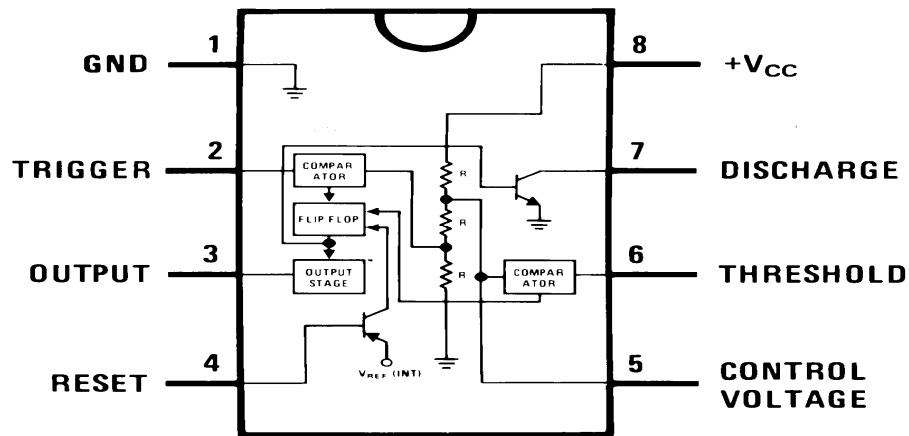 1
GND
8
+VCC
2
TRIGGER
COMPAR
ATOR
R
7
DISCHARGE
FLIP FLOP
R
3
OUTPUT
OUTPUT
STAGE
R
COMPAR
ATOR
6
THRESHOLD
4
RESET
VREF (INT)
5
CONTROL
VOLTAGE